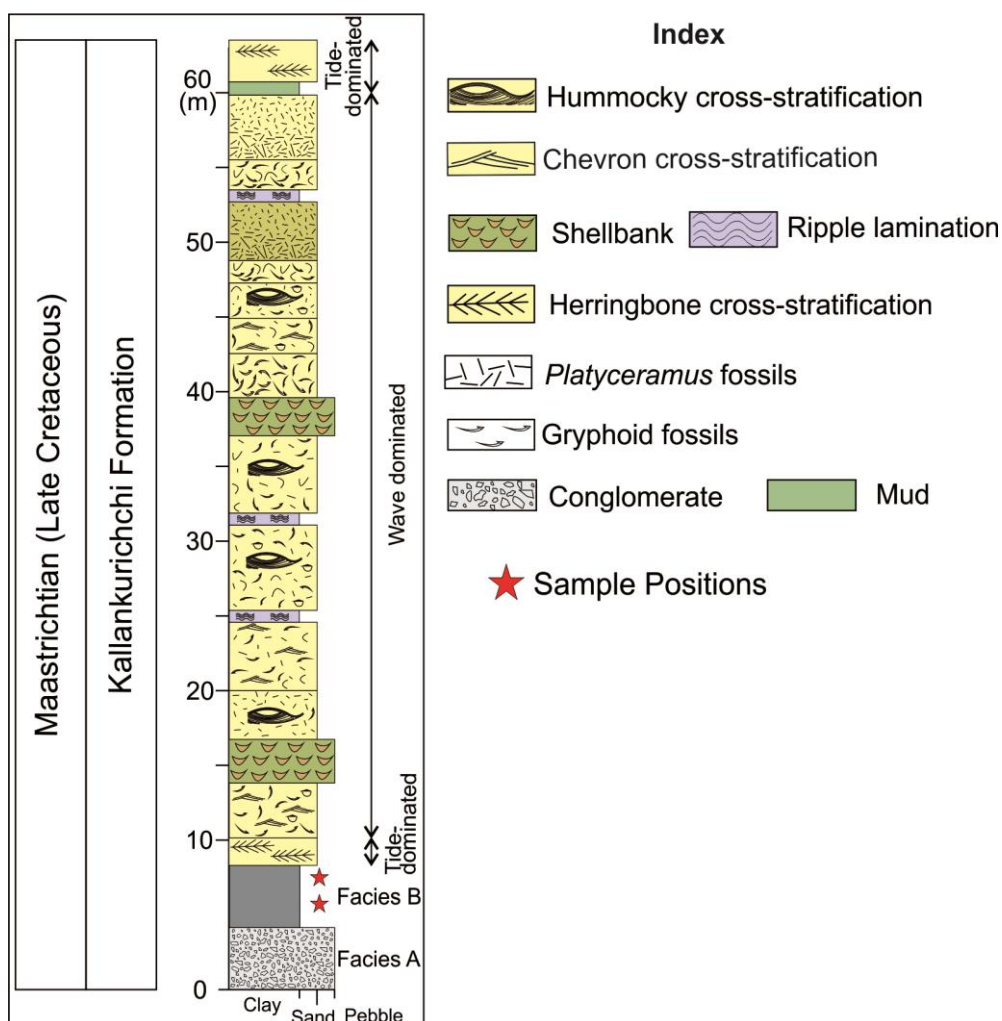 Maastrichtian (Late Cretaceous)
Kallankurichchi Formation
60
(m)
50
40
30
20
10
0
Clay
Sand
Pebble
Tide-
dominated
Wave dominated
Tide-
dominated
Facies B
Facies A
Index
Hummocky cross-stratification
Chevron cross-stratification
Shellbank
Ripple lamination
Herringbone cross-stratification
Platyceramus fossils
Gryphoid fossils
Conglomerate
Mud
Sample Positions